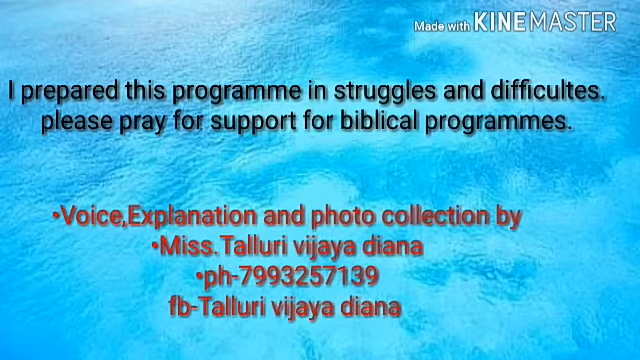 Made with KINEMASTER
I prepared this programme in struggles and difficultes.
please pray for support for biblical programmes.
•Voice,Explanation and photo collection by
•Miss.Talluri vijaya diana
•ph-7993257139
fb-Talluri vijaya diana